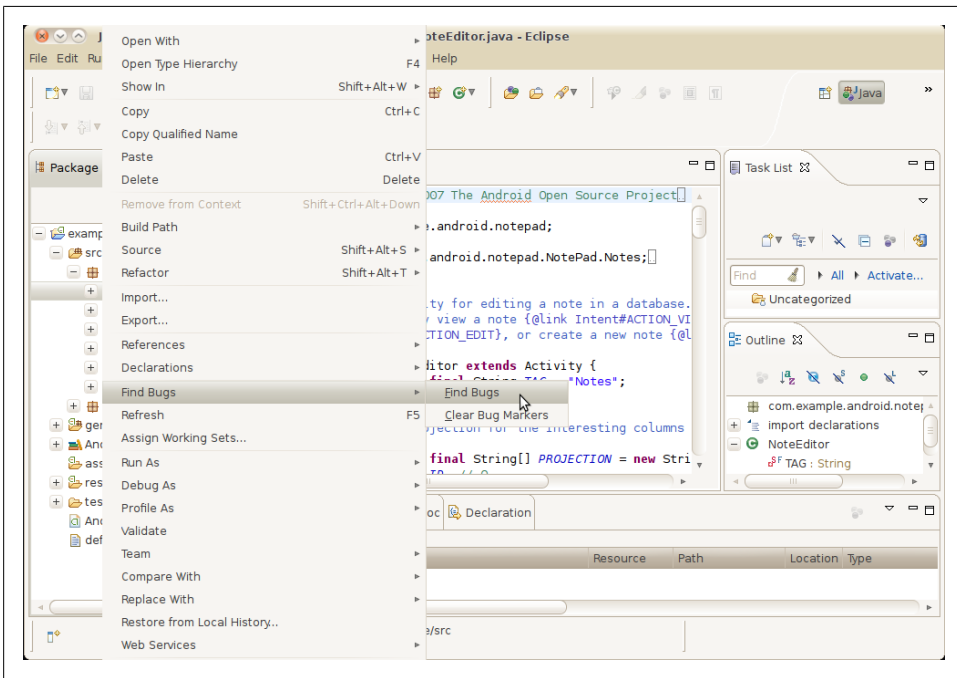 J
oteEditor.java - Eclipse
File Edit Ru
Help
Java
»
Open With
Open Type Hierarchy F4
Show In Shift+Alt+W
Copy Ctrl+C
Copy Qualified Name
Paste Ctrl+V
Delete Delete
Remove from Context Shift+Ctrl+Alt+Down
Build Path
Source Shift+Alt+S
Refactor Shift+Alt+T
Import...
Export...
References
Declarations
Find Bugs
Refresh F5
Assign Working Sets...
Run As
Debug As
Profile As
Validate
Team
Compare With
Replace With
Restore from Local History...
Web Services
Find Bugs
Clear Bug Markers
Package
examp
src
ger
And
ass
res
tes
And
def
007 The Android Open Source Project
e.android.notepad;
android.notepad.NotePad.Notes;
ty for editing a note in a database.
view a note {@link Intent#ACTION_VI
CTION_EDIT}, or create a new note {@l
ditor extends Activity {
final String TAG = "Notes";
ojection for the interesting columns
final String[] PROJECTION = new Stri
Task List
Find
All
Activate...
Uncategorized
Outline
com.example.android.notep
import declarations
NoteEditor
TAG : String
oc Declaration
Resource Path Location Type
e/src